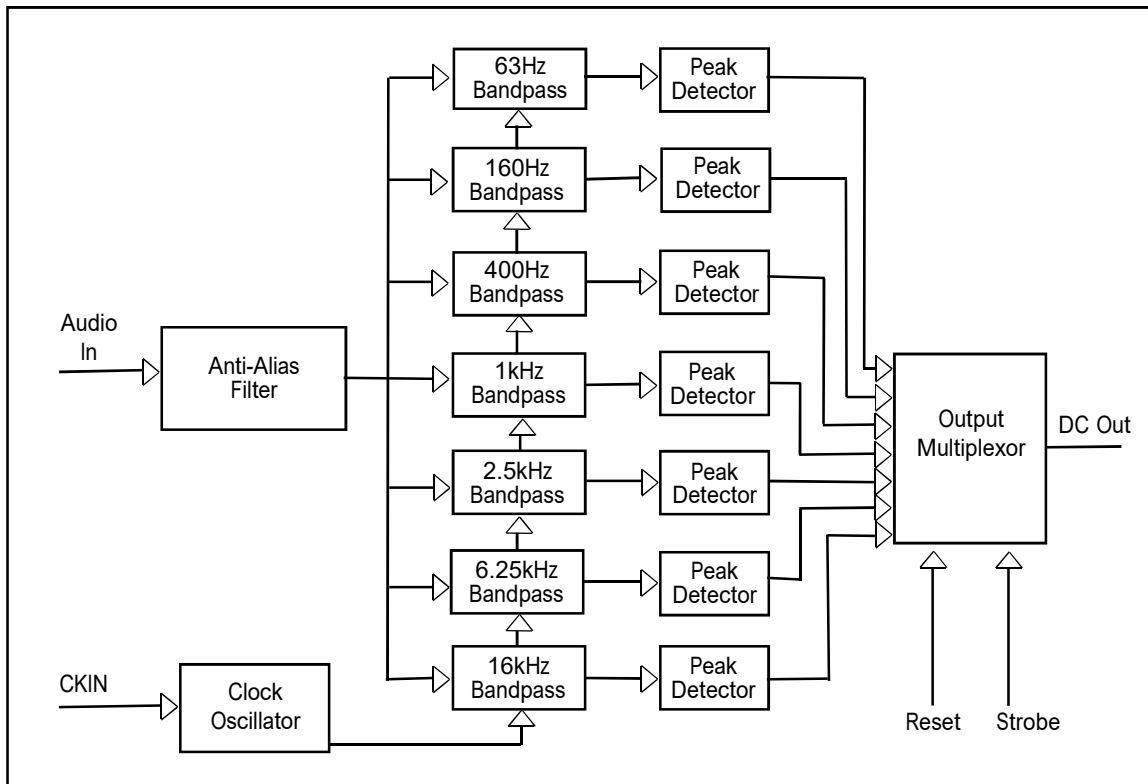 63Hz
Bandpass
Peak
Detector
160Hz
Bandpass
Peak
Detector
400Hz
Bandpass
Peak
Detector
Audio
In
Anti-Alias
Filter
1kHz
Bandpass
Peak
Detector
Output
Multiplexor
DC Out
2.5kHz
Bandpass
Peak
Detector
6.25kHz
Bandpass
Peak
Detector
16kHz
Bandpass
Peak
Detector
CKIN
Clock
Oscillator
Reset
Strobe